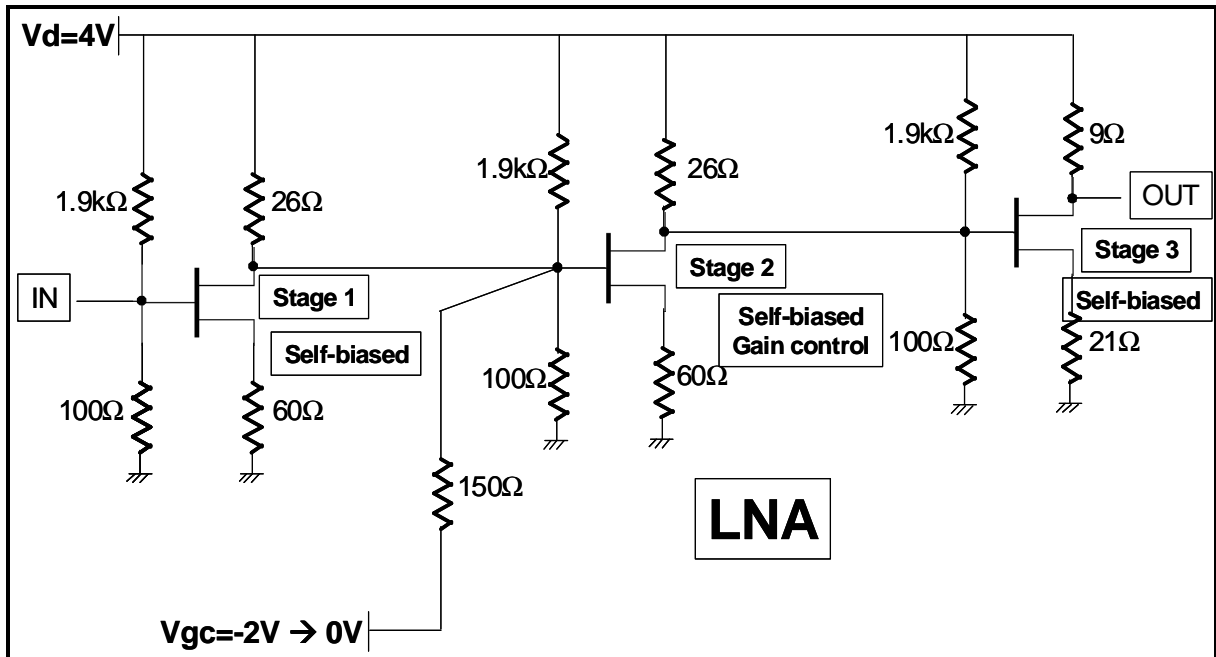 Vd=4V
1.9kΩ
26Ω
1.9kΩ
26Ω
1.9kΩ
9Ω
OUT
IN
Stage 1
Stage 2
Stage 3
Self-biased
Self-biased
Gain control
Self-biased
100Ω
60Ω
100Ω
60Ω
100Ω
21Ω
150Ω
LNA
Vgc=-2V → 0V